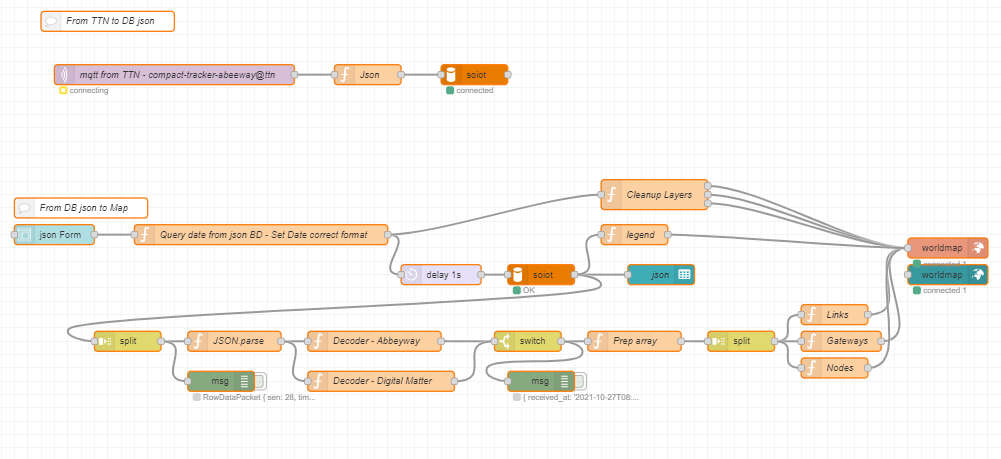 From TTN to DB json
mqtt from TTN - compact-tracker-abeeway@ttn
Json
soiot
connecting
connected
From DB json to Map
json Form
Query date from json BD - Set Date correct format
Cleanup Layers
legend
worldmap
connected 1
delay 1s
soiot
json
worldmap
OK
connected 1
split
JSON.parse
Decoder - Abbeyway
switch
Prep array
split
Links
Gateways
Nodes
msg
Decoder - Digital Matter
msg
RowDataPacket { sen: 28, tim...
{ received_at: '2021-10-27T08:...